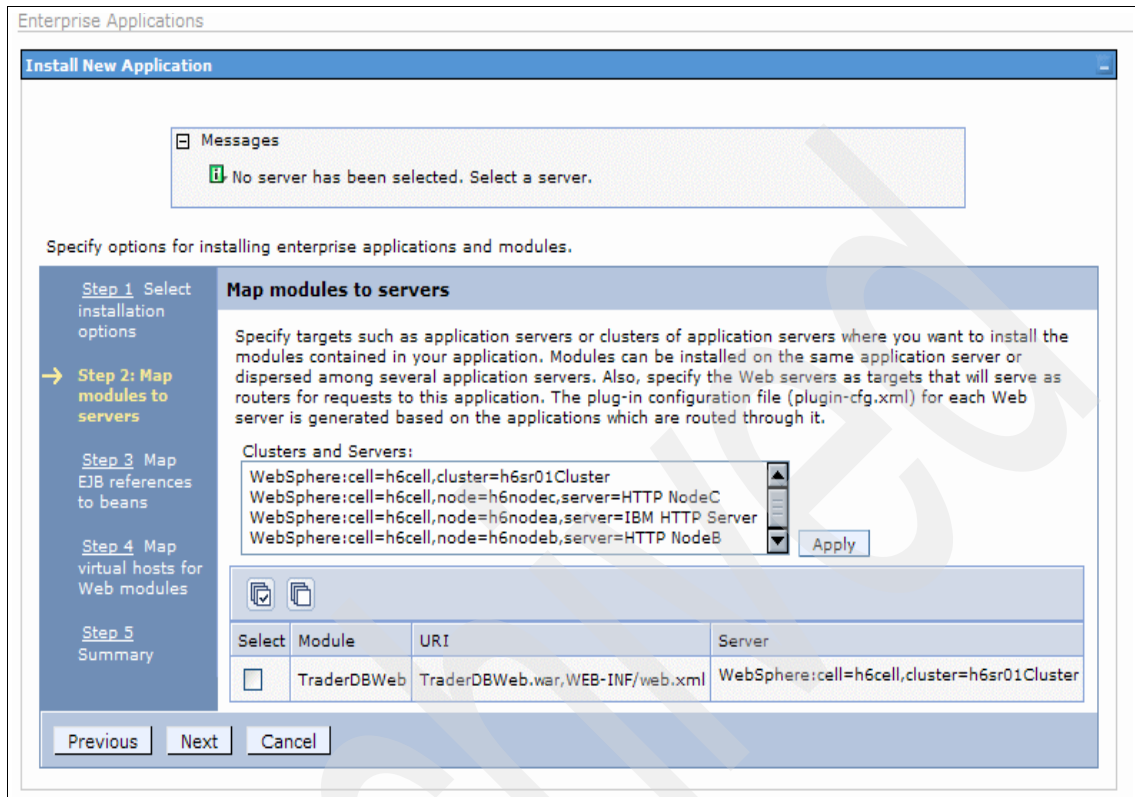 Enterprise Applications
Install New Application
Messages
No server has been selected. Select a server.
Specify options for installing enterprise applications and modules.
Step 1 Select
installation
options
Step 2: Map
modules to
servers
Step 3 Map
EJB references
to beans
Step 4 Map
virtual hosts for
Web modules
Step 5
Summary
Map modules to servers
Specify targets such as application servers or clusters of application servers where you want to install the
modules contained in your application. Modules can be installed on the same application server or
dispersed among several application servers. Also, specify the Web servers as targets that will serve as
routers for requests to this application. The plug-in configuration file (plugin-cfg.xml) for each Web
server is generated based on the applications which are routed through it.
Clusters and Servers:
WebSphere:cell=h6cell,cluster=h6sr01Cluster
WebSphere:cell=h6cell,node=h6nodec,server=HTTP NodeC
WebSphere:cell=h6cell,node=h6nodea,server=IBM HTTP Server
WebSphere:cell=h6cell,node=h6nodeb,server=HTTP NodeB
Apply
Select Module URI Server
TraderDBWeb TraderDBWeb.war,WEB-INF/web.xml WebSphere:cell=h6cell,cluster=h6sr01Cluster
Previous Next Cancel